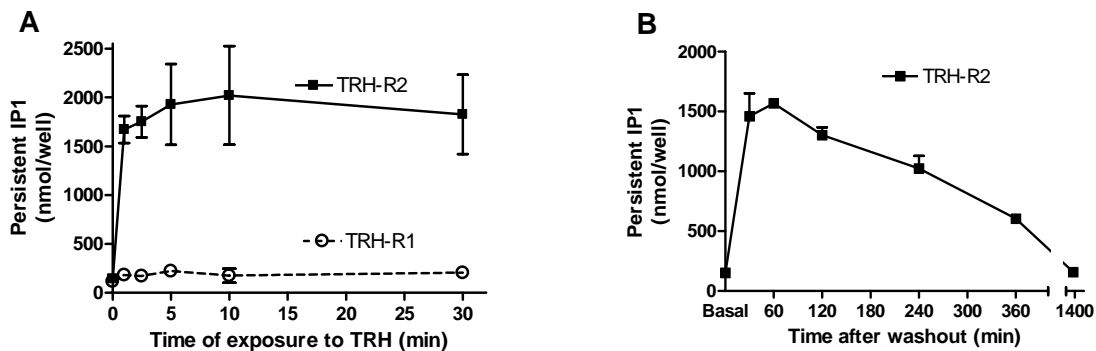 A
Persistent IP1
(nmol/well)
2500
2000
1500
1000
500
0
TRH-R2
TRH-R1
0 5 10 15 20 25 30
Time of exposure to TRH (min)
B
Persistent IP1
(nmol/well)
2000
1500
1000
500
0
TRH-R2
Basal 60 120 180 240 300 360 1400
Time after washout (min)